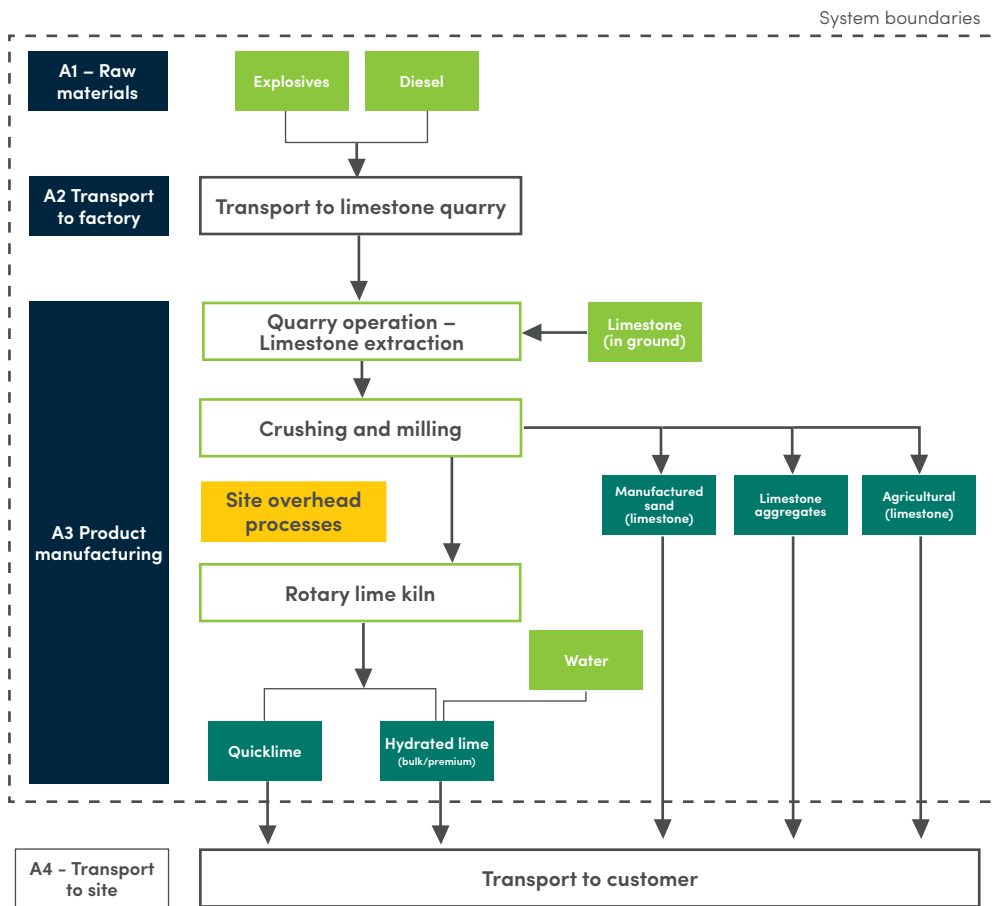 System boundaries
A1 – Raw
materials
Explosives
Diesel
A2 Transport
to factory
Transport to limestone quarry
Quarry operation –
Limestone extraction
Limestone
(in ground)
Crushing and milling
Site overhead
processes
Manufactured
sand
(limestone)
Limestone
aggregates
Agricultural
(limestone)
A3 Product
manufacturing
Rotary lime kiln
Water
Quicklime
Hydrated lime
(bulk/premium)
A4 - Transport
to site
Transport to customer